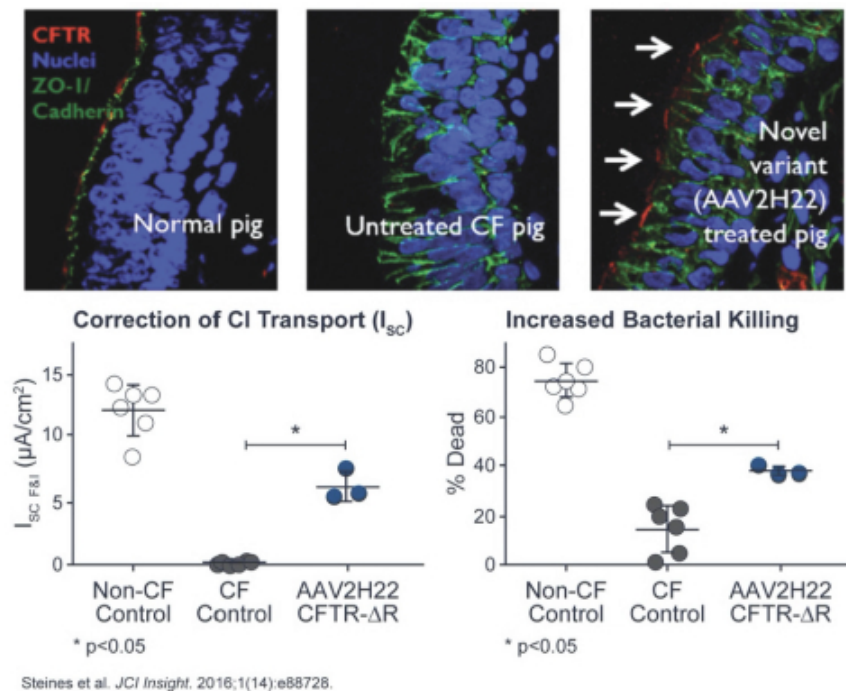 CFTR
Nuclei
ZO-1/
Cadherin
Normal pig
Untreated CF pig
Novel
variant
(AAV2H22)
treated pig
Correction of Cl Transport (I_SC)
I_SC F&I (µA/cm²)
15
10
5
0
*
Non-CF
Control
CF
Control
AAV2H22
CFTR-ΔR
* p<0.05
Increased Bacterial Killing
% Dead
80
60
40
20
0
*
Non-CF
Control
CF
Control
AAV2H22
CFTR-ΔR
* p<0.05
Steines et al. JCI Insight. 2016;1(14):e88728.